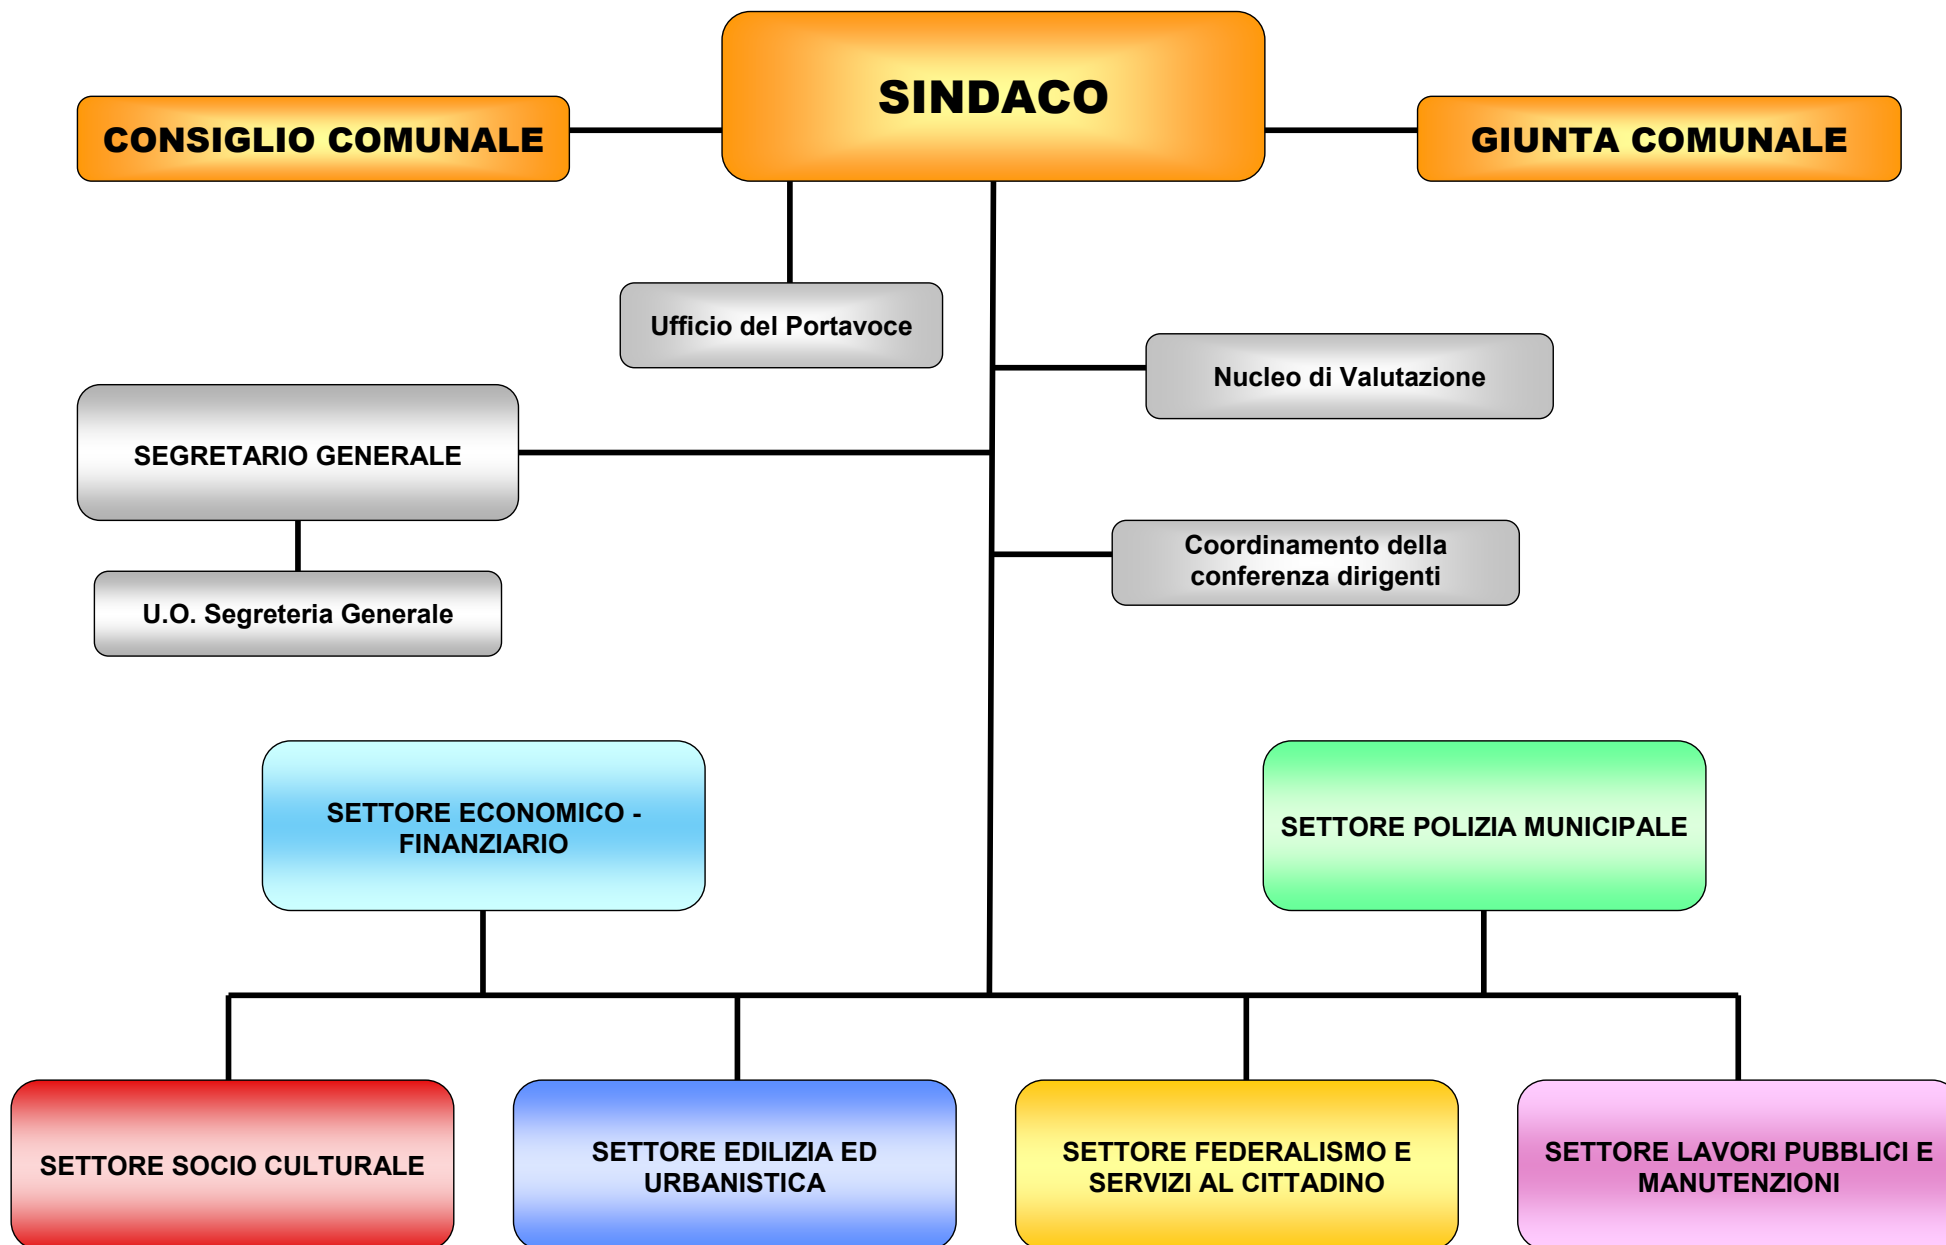 SINDACO
CONSIGLIO COMUNALE
GIUNTA COMUNALE
Ufficio del Portavoce
Nucleo di Valutazione
SEGRETARIO GENERALE
Coordinamento della
conferenza dirigenti
U.O. Segreteria Generale
SETTORE ECONOMICO -
FINANZIARIO
SETTORE POLIZIA MUNICIPALE
SETTORE SOCIO CULTURALE
SETTORE EDILIZIA ED
URBANISTICA
SETTORE FEDERALISMO E
SERVIZI AL CITTADINO
SETTORE LAVORI PUBBLICI E
MANUTENZIONI